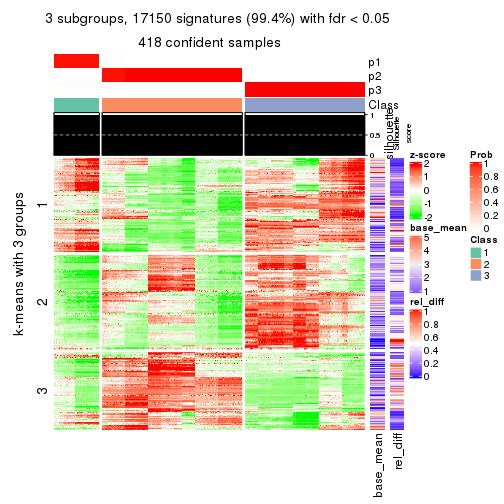 3 subgroups, 17150 signatures (99.4%) with fdr < 0.05
418 confident samples
p1
p2
p3
Class
1
0.5
0
silhouette
Silhouette
score
k-means with 3 groups
1
2
3
base_mean
rel_diff
z-score
2
1
0
-1
-2
base_mean
5
4
3
2
1
rel_diff
1
0.8
0.6
0.4
0.2
0
Prob
1
0.8
0.6
0.4
0.2
0
Class
1
2
3